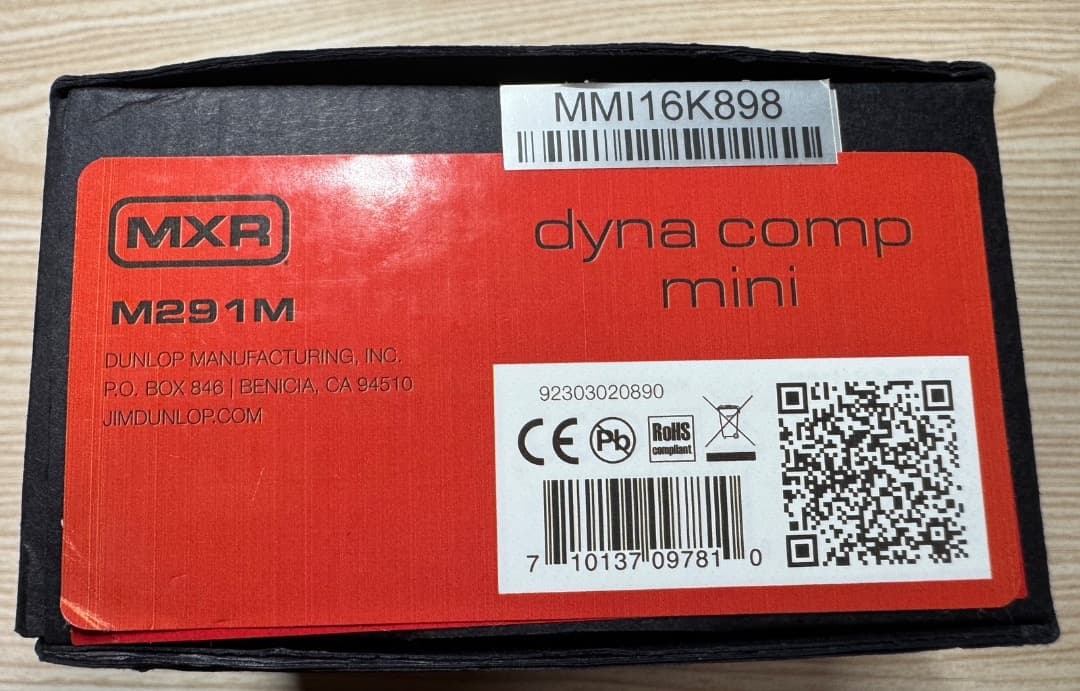 MMI16K898
MXR
M291M
DUNLOP MANUFACTURING, INC.
P.O. BOX 846 | BENICIA, CA 94510
JIMDUNLOP.COM
dyna comp
mini
92303020890
CE
Pb
RoHS
compliant
7 10137 09781 0